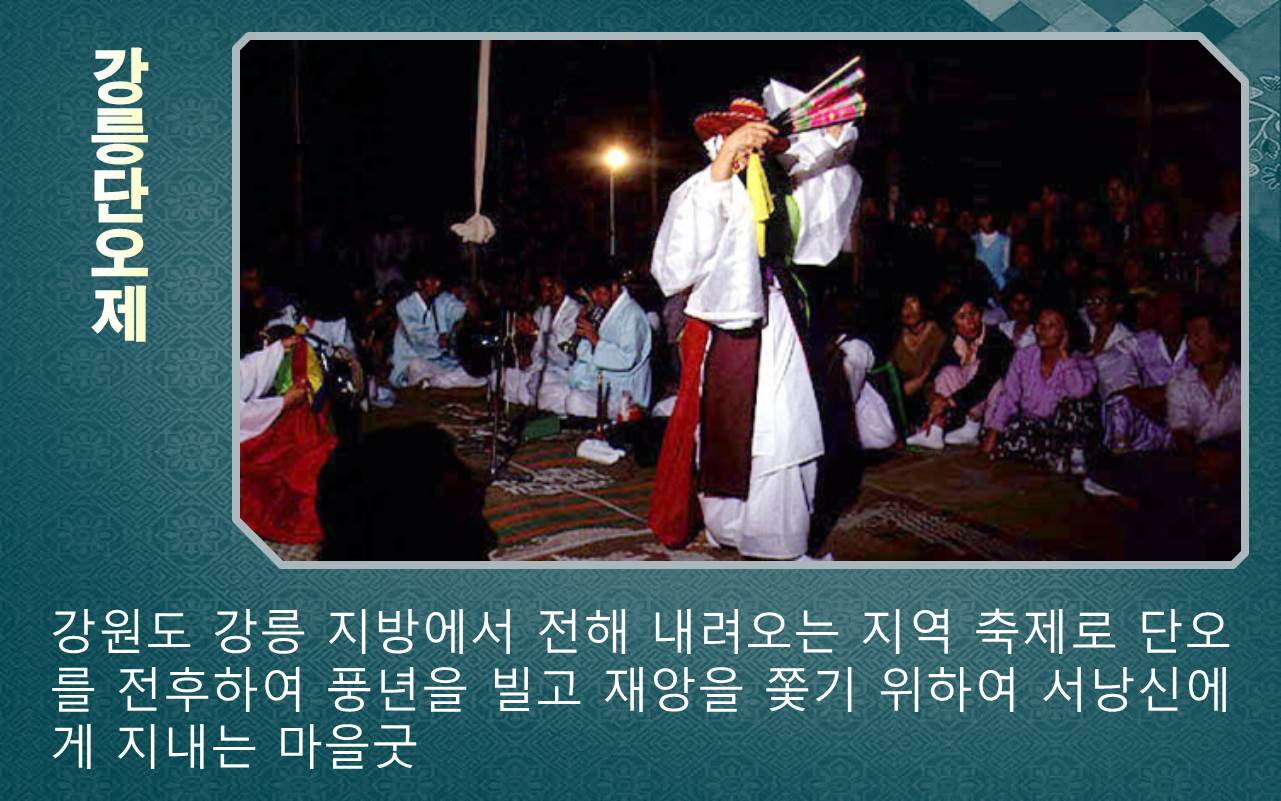 강릉단오제
강원도 강릉 지방에서 전해 내려오는 지역 축제로 단오
를 전후하여 풍년을 빌고 재앙을 쫓기 위하여 서낭신에
게 지내는 마을굿